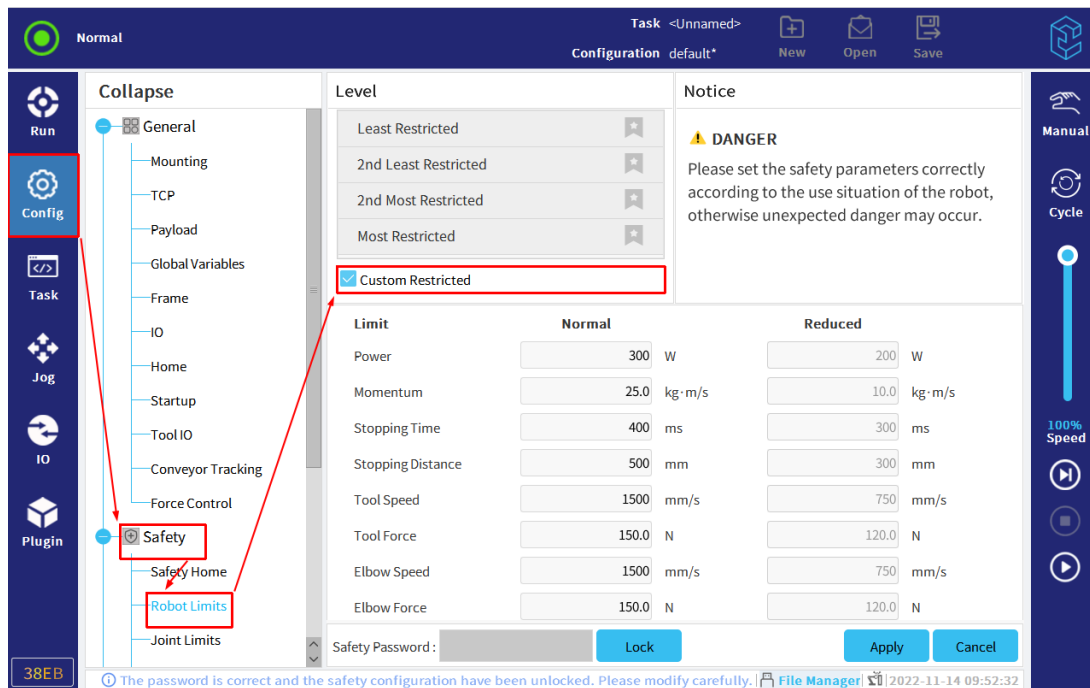 Normal
Task <Unnamed>
Configuration default*
New
Open
Save
Run
Config
Task
Jog
IO
Plugin
38EB
Collapse
General
Mounting
TCP
Payload
Global Variables
Frame
IO
Home
Startup
Tool IO
Conveyor Tracking
Force Control
Safety
Safety Home
Robot Limits
Joint Limits
Level
Least Restricted
2nd Least Restricted
2nd Most Restricted
Most Restricted
Custom Restricted
Notice
DANGER
Please set the safety parameters correctly
according to the use situation of the robot,
otherwise unexpected danger may occur.
Limit Normal Reduced
Power 300 W 200 W
Momentum 25.0 kg·m/s 10.0 kg·m/s
Stopping Time 400 ms 300 ms
Stopping Distance 500 mm 300 mm
Tool Speed 1500 mm/s 750 mm/s
Tool Force 150.0 N 120.0 N
Elbow Speed 1500 mm/s 750 mm/s
Elbow Force 150.0 N 120.0 N
Safety Password : Lock Apply Cancel
The password is correct and the safety configuration have been unlocked. Please modify carefully. File Manager 2022-11-14 09:52:32
Manual
Cycle
100%
Speed